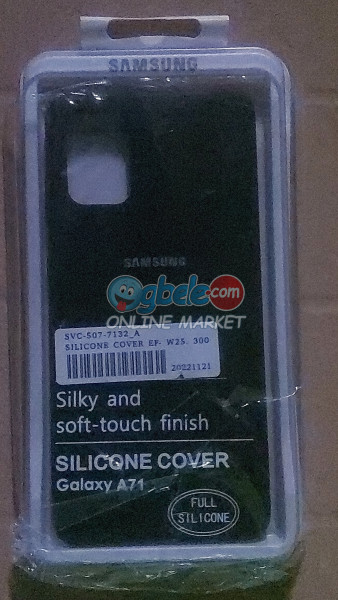 SAMSUNG
SAMSUNG
Ogbele.com
ONLINE MARKET
SVC-507-7132_A
SILICONE COVER EF- W25. 300
20221121
Silky and
soft-touch finish
SILICONE COVER
Galaxy A71
FULL
SILICONE